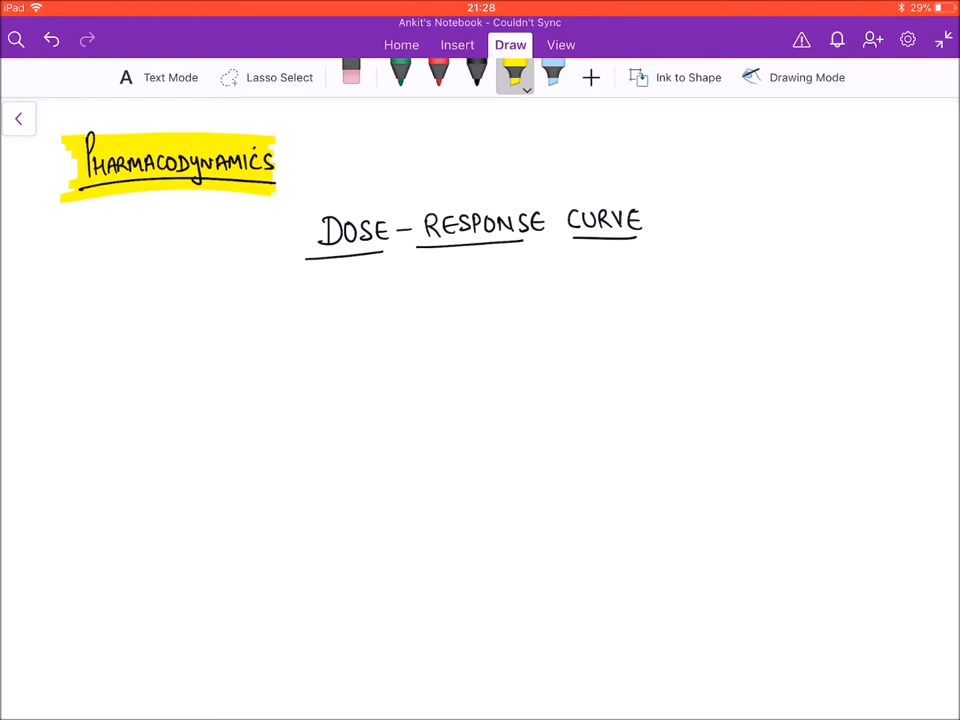 iPad 21:28 29%
Ankit's Notebook - Couldn't Sync
Home Insert Draw View
A Text Mode Lasso Select Ink to Shape Drawing Mode
PHARMACODYNAMICS
DOSE - RESPONSE CURVE